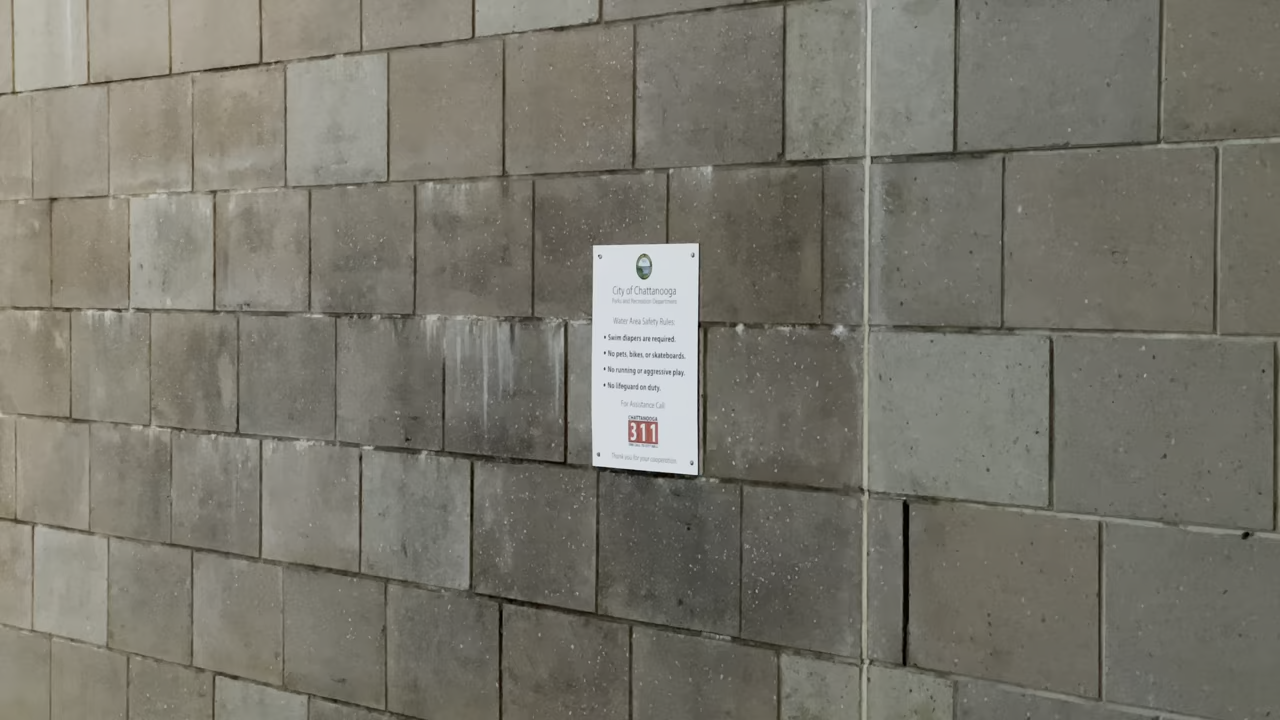 City of Chattanooga
Parks and Recreation Department
Water Area Safety Rules
• Swim diapers are required.
• No pets, bikes, or skateboards.
• No running or aggressive play.
• No lifeguard on duty.
For Assistance Call
CHATTANOOGA
311
Thank you for your cooperation.